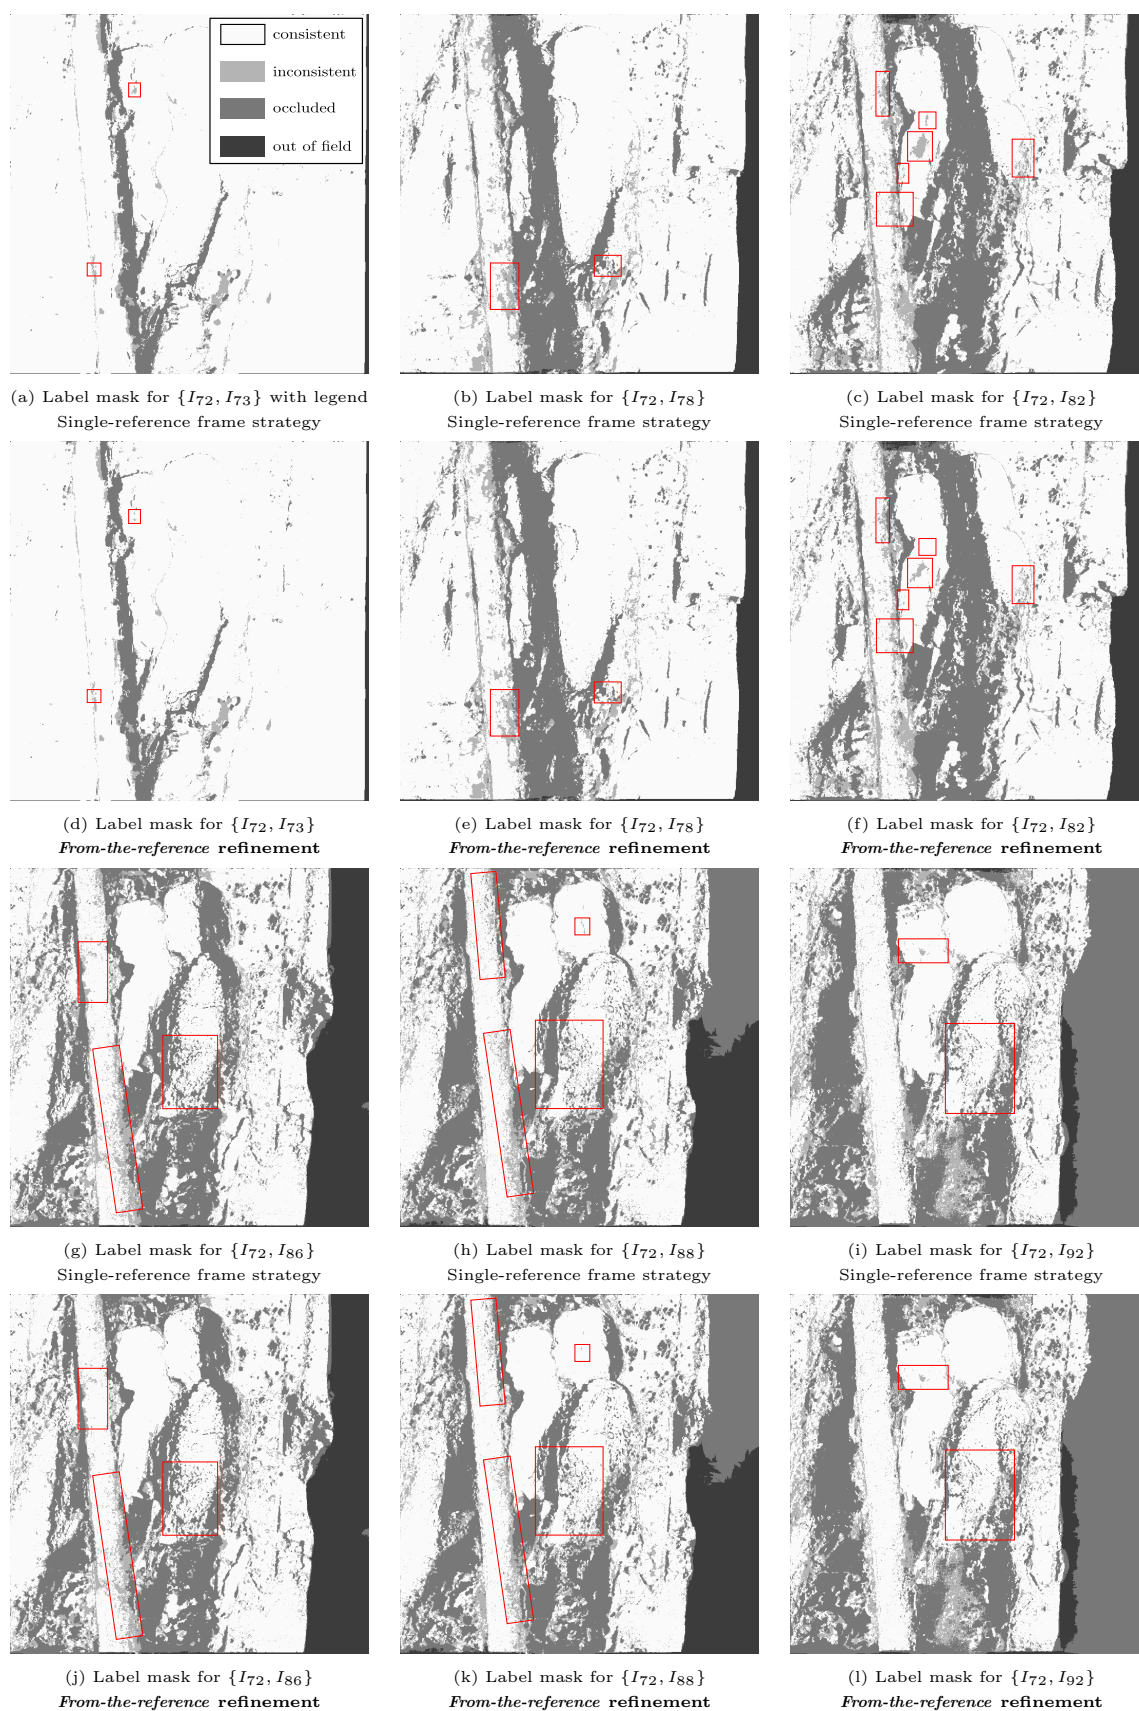 consistent
inconsistent
occluded
out of field
(a) Label mask for {I72, I73} with legend
Single-reference frame strategy
(b) Label mask for {I72, I78}
Single-reference frame strategy
(c) Label mask for {I72, I82}
Single-reference frame strategy
(d) Label mask for {I72, I73}
From-the-reference refinement
(e) Label mask for {I72, I78}
From-the-reference refinement
(f) Label mask for {I72, I82}
From-the-reference refinement
(g) Label mask for {I72, I86}
Single-reference frame strategy
(h) Label mask for {I72, I88}
Single-reference frame strategy
(i) Label mask for {I72, I92}
Single-reference frame strategy
(j) Label mask for {I72, I86}
From-the-reference refinement
(k) Label mask for {I72, I88}
From-the-reference refinement
(l) Label mask for {I72, I92}
From-the-reference refinement